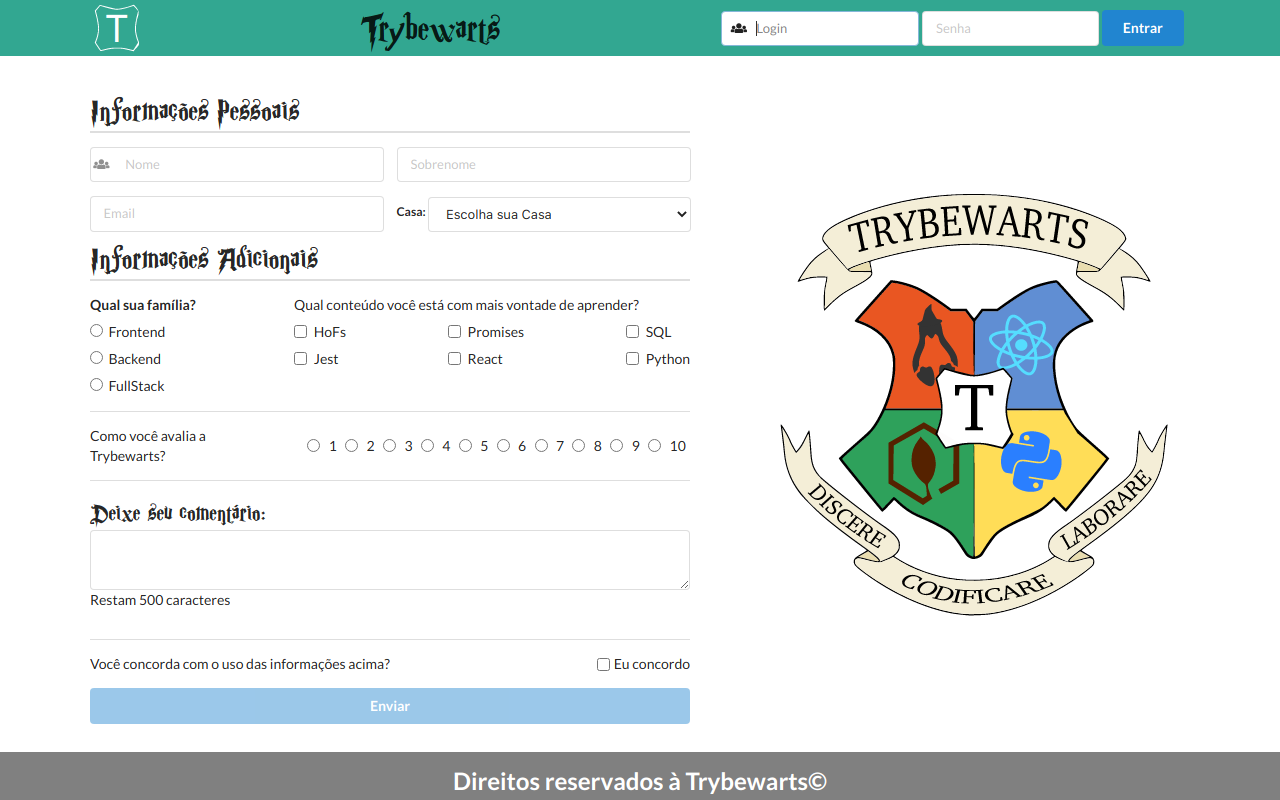 T
Trybewarts
Login
Senha
Entrar
Informações Pessoais
Nome
Sobrenome
Email
Casa:
Escolha sua Casa
Informações Adicionais
Qual sua família?
Frontend
Backend
FullStack
Qual conteúdo você está com mais vontade de aprender?
HoFs
Promises
SQL
Jest
React
Python
Como você avalia a
Trybewarts?
1 2 3 4 5 6 7 8 9 10
Deixe seu comentário:
Restam 500 caracteres
Você concorda com o uso das informações acima?
Eu concordo
Enviar
TRYBEWARTS
T
DISCERE
CODIFICARE
LABORARE
Direitos reservados à Trybewarts©